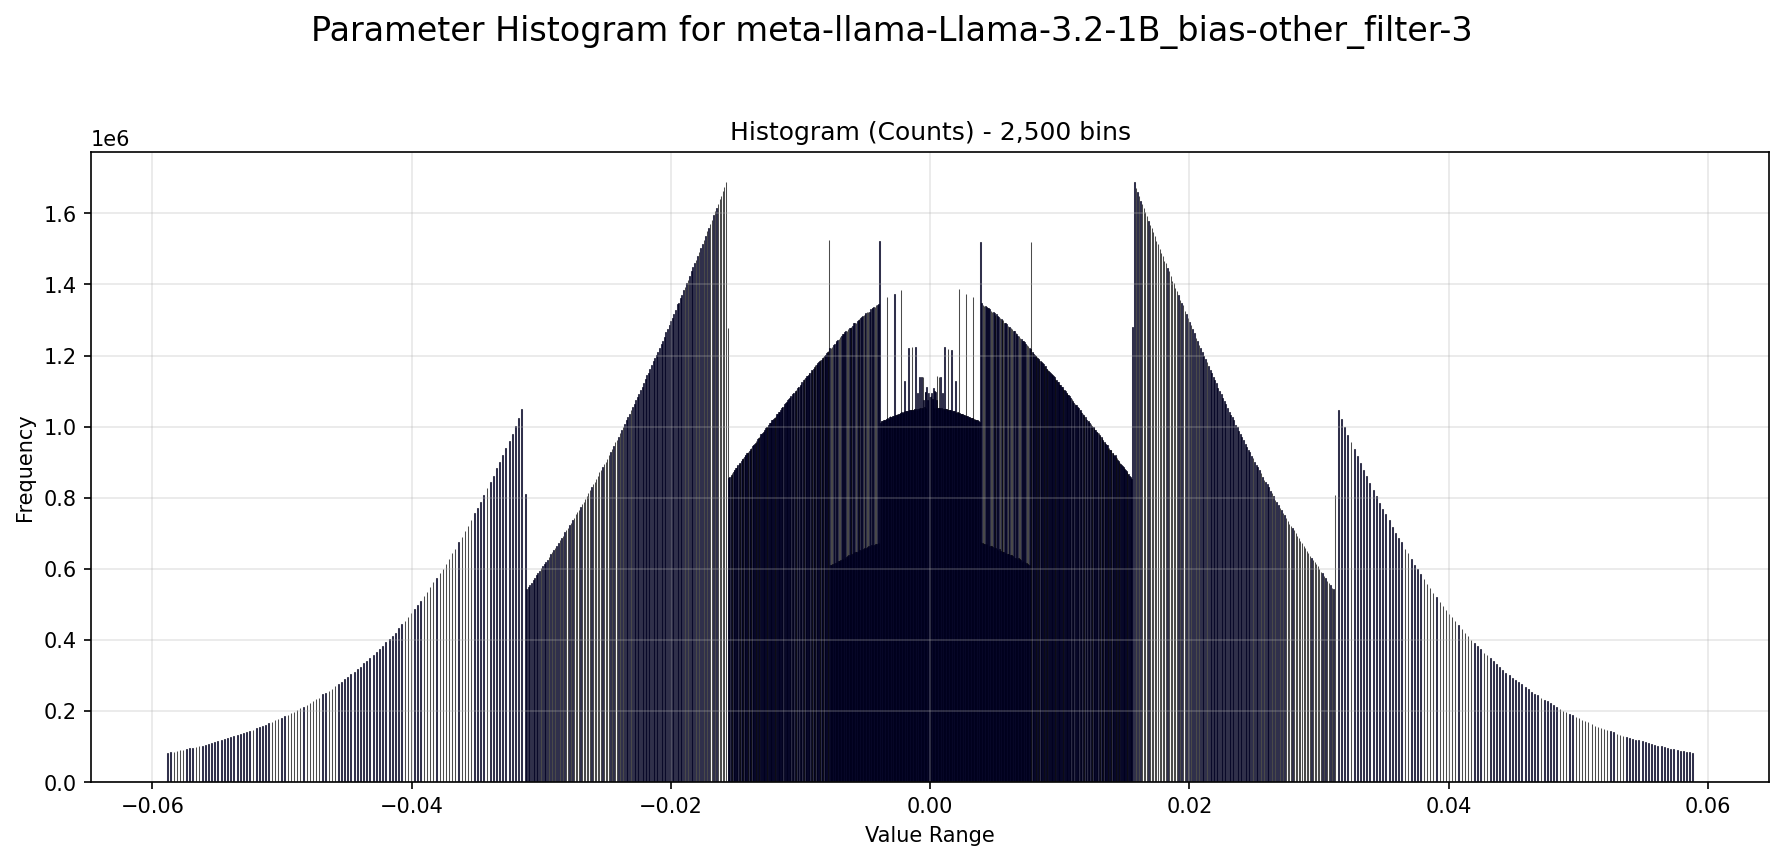 Parameter Histogram for meta-llama-Llama-3.2-1B_bias-other_filter-3
Histogram (Counts) - 2,500 bins
1e6
1.6
1.4
1.2
1.0
0.8
0.6
0.4
0.2
0.0
Frequency
−0.06 −0.04 −0.02 0.00 0.02 0.04 0.06
Value Range